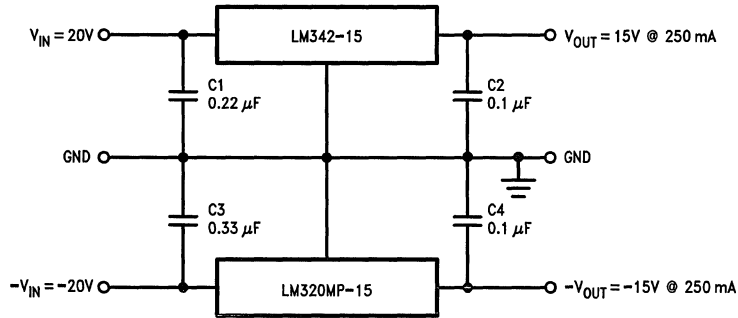 V_IN = 20V
LM342-15
V_OUT = 15V @ 250 mA
C1
0.22 μF
C2
0.1 μF
GND
GND
C3
0.33 μF
C4
0.1 μF
-V_IN = -20V
LM320MP-15
-V_OUT = -15V @ 250 mA